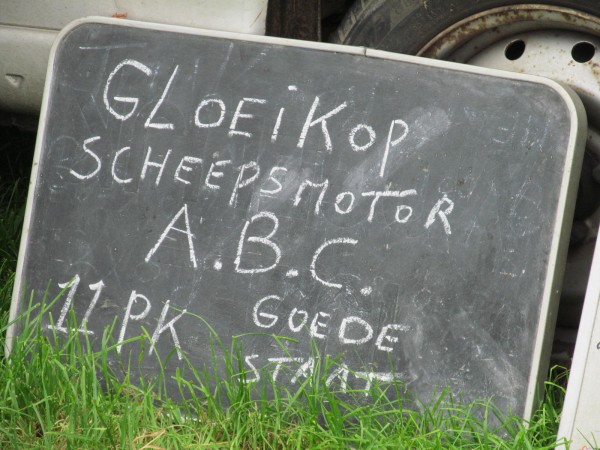 GLOEiKOP
SCHEEPSMOTOR
A.B.C.
11 PK GOEDE
STAAT